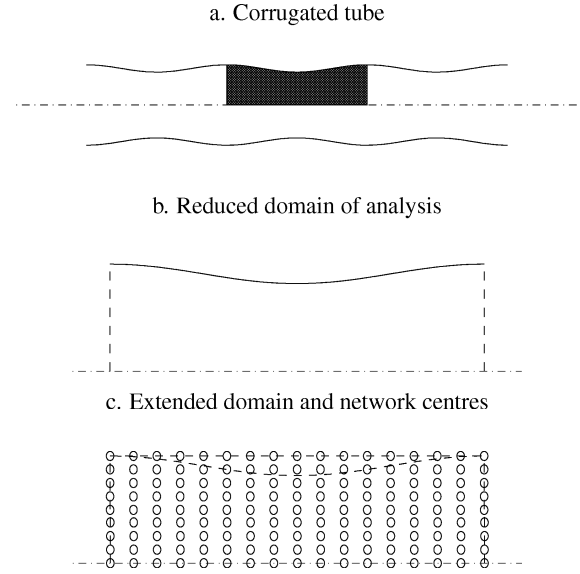 a. Corrugated tube
b. Reduced domain of analysis
c. Extended domain and network centres